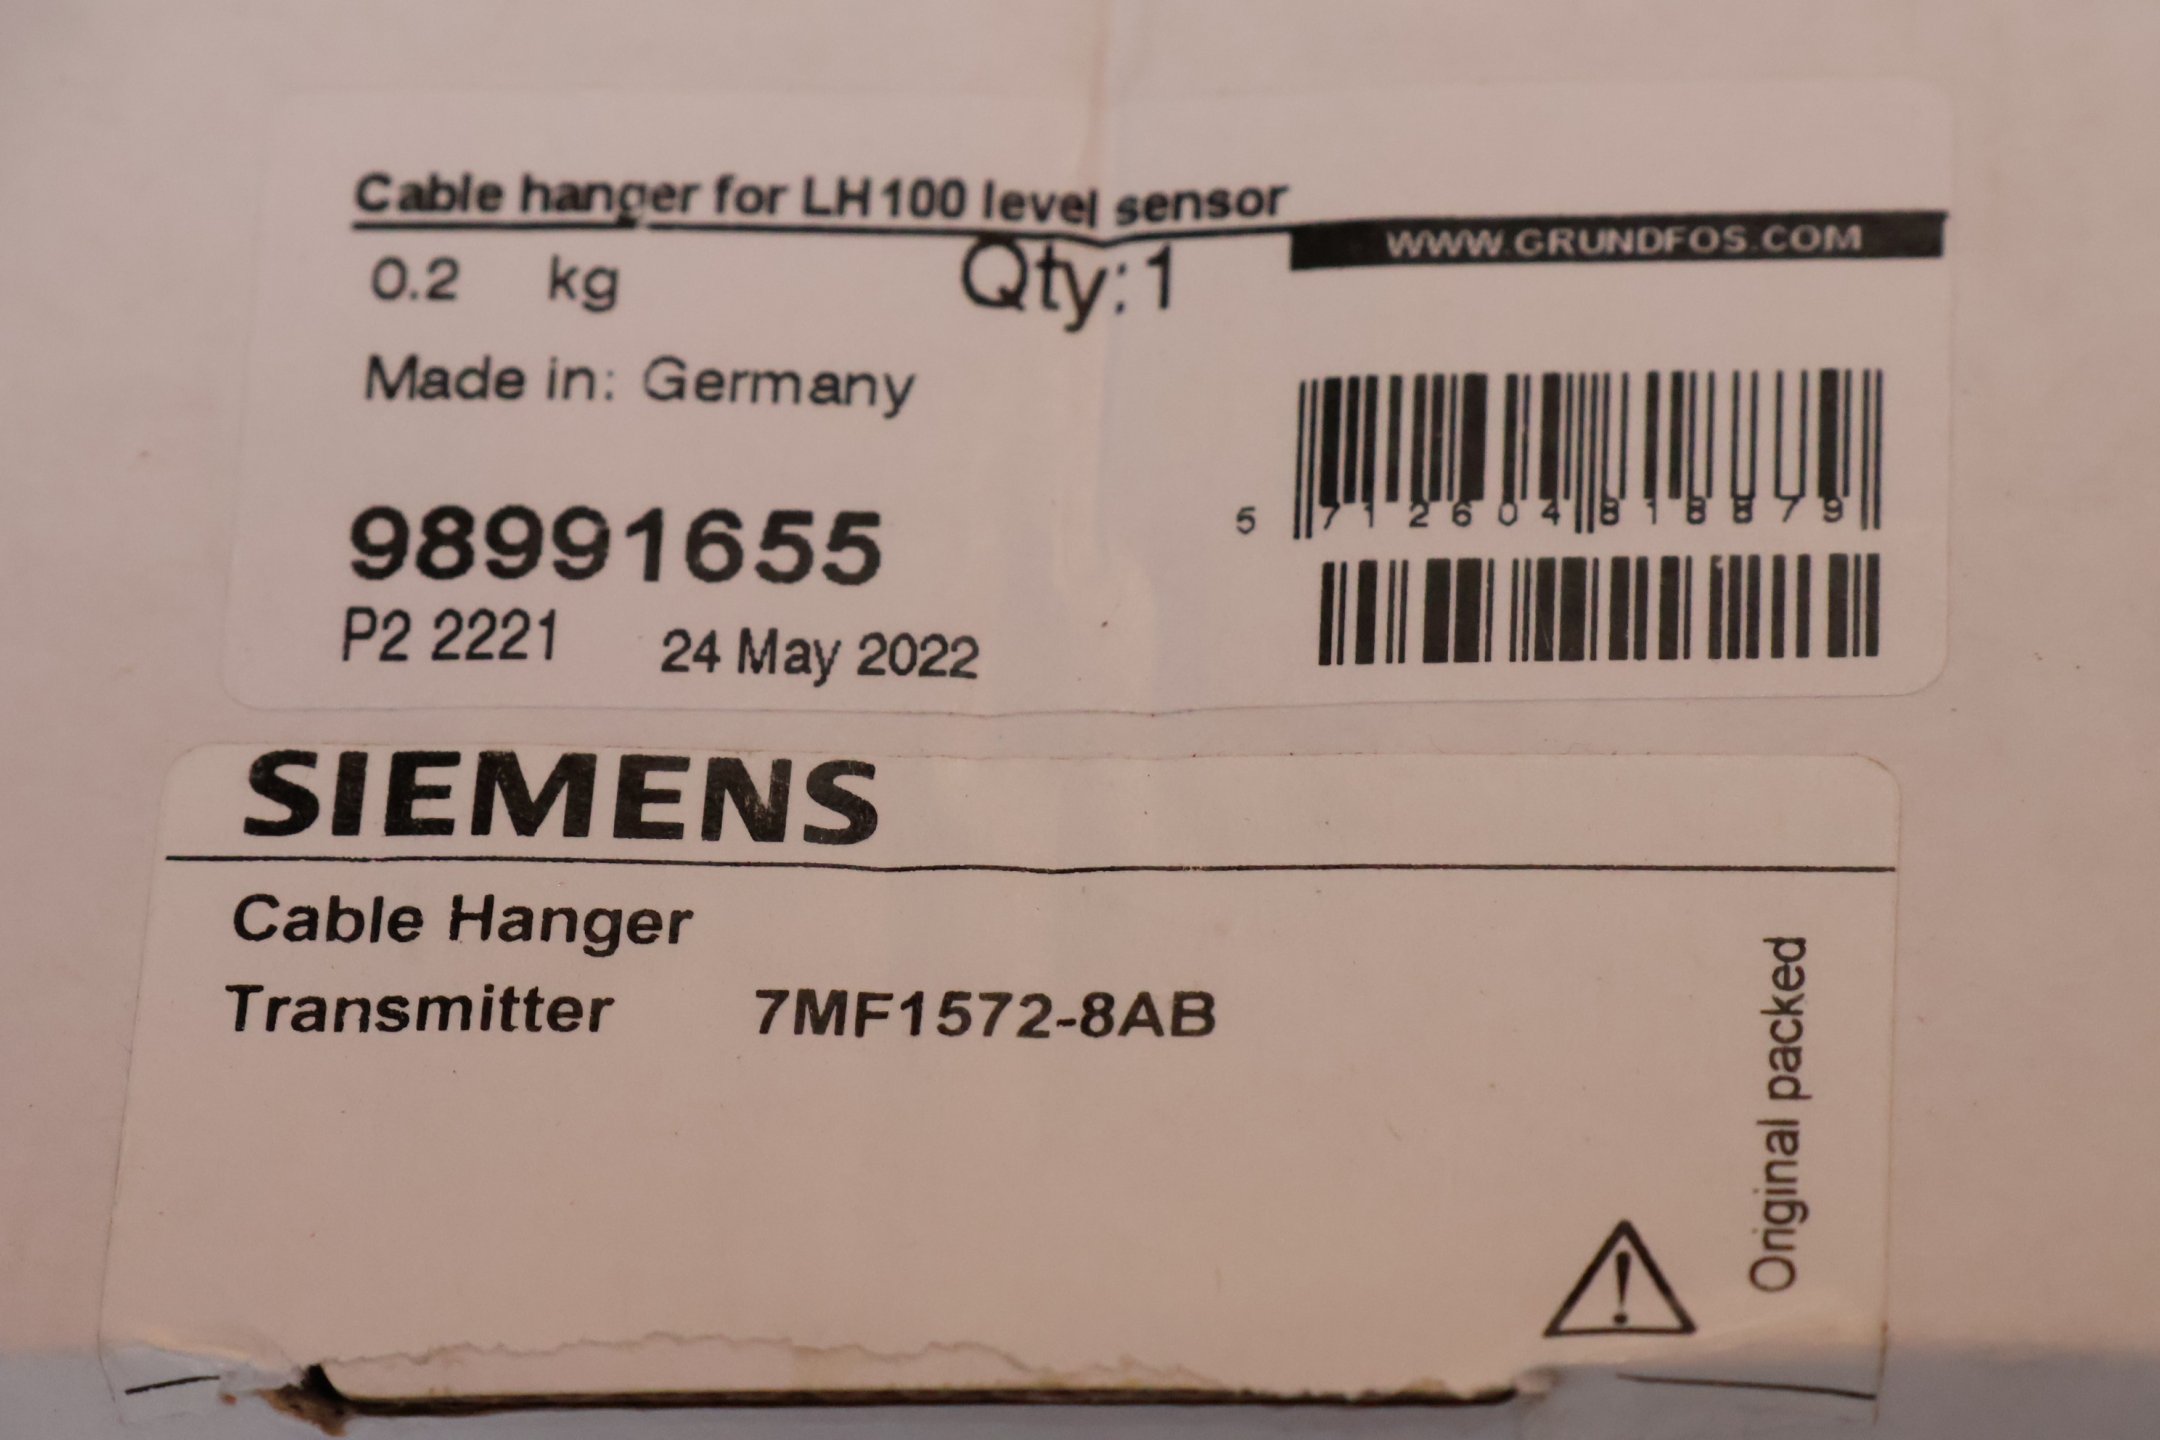 Cable hanger for LH100 level sensor
WWW.GRUNDFOS.COM
0.2 kg Qty:1
Made in: Germany
5 712604 818879
98991655
P2 2221 24 May 2022
SIEMENS
Cable Hanger
Transmitter 7MF1572-8AB
Original packed